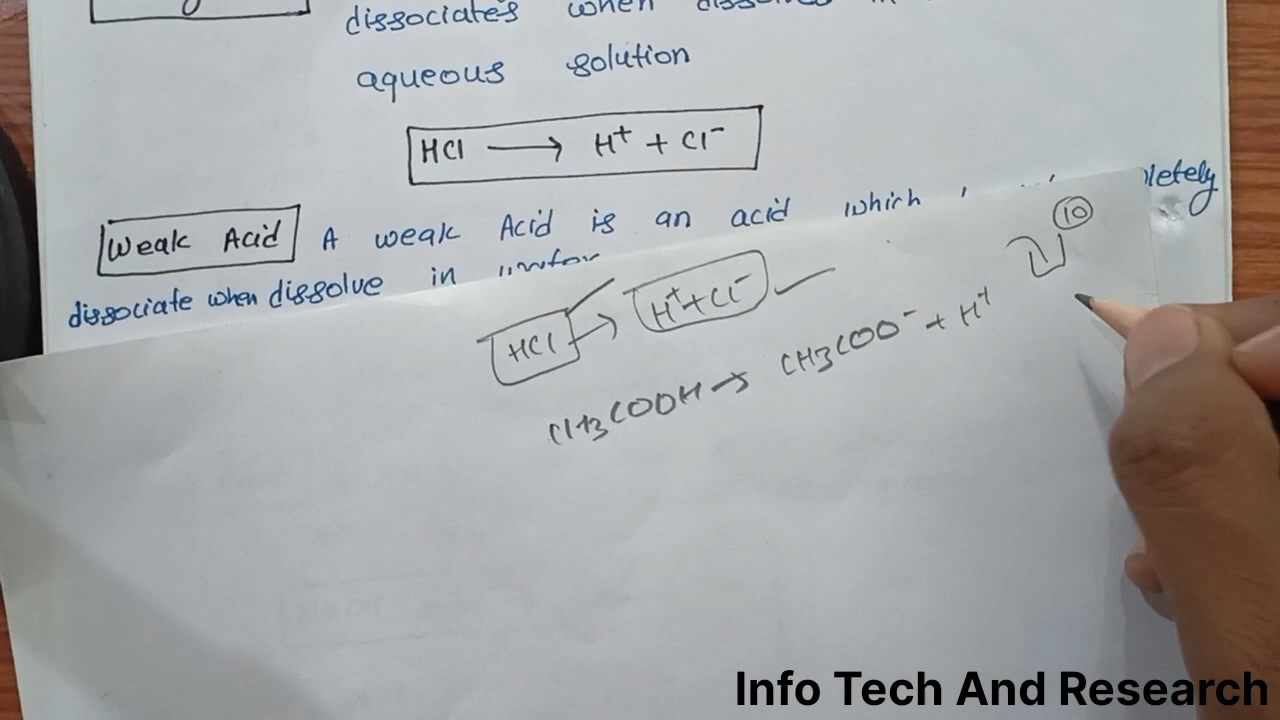 dissociates when
aqueous solution
HCl ⟶ H⁺ + Cl⁻
Weak Acid A weak Acid is an acid which
dissociate when dissolve in
10
HCl → H⁺ + Cl⁻
CH3COOH → CH3COO⁻ + H⁺
Info Tech And Research